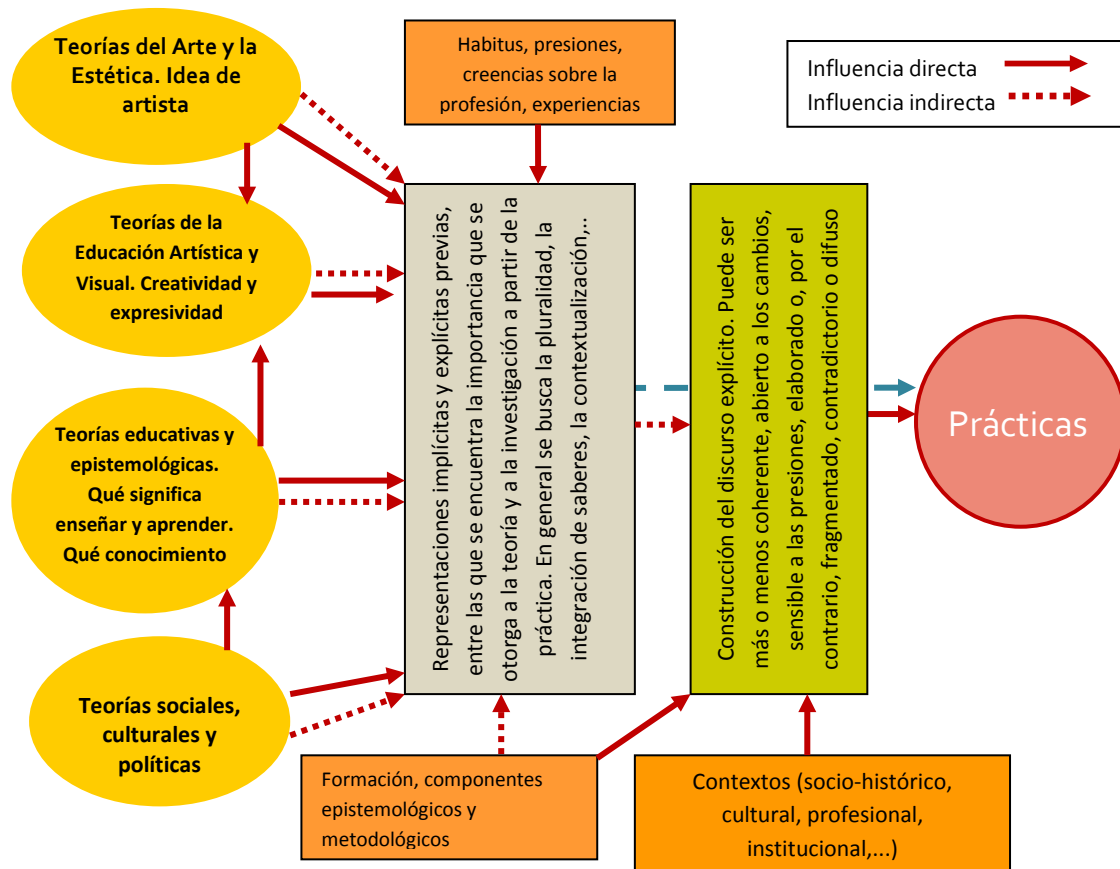 Teorías del Arte y la
Estética. Idea de
artista
Habitus, presiones,
creencias sobre la
profesión, experiencias
Influencia directa
Influencia indirecta
Teorías de la
Educación Artística y
Visual. Creatividad y
expresividad
Teorías educativas y
epistemológicas.
Qué significa
enseñar y aprender.
Qué conocimiento
Teorías sociales,
culturales y
políticas
Representaciones implícitas y explícitas previas,
entre las que se encuentra la importancia que se
otorga a la teoría y a la investigación a partir de la
práctica. En general se busca la pluralidad, la
integración de saberes, la contextualización,..
Construcción del discurso explícito. Puede ser
más o menos coherente, abierto a los cambios,
sensible a las presiones, elaborado o, por el
contrario, fragmentado, contradictorio o difuso
Prácticas
Formación, componentes
epistemológicos y
metodológicos
Contextos (socio-histórico,
cultural, profesional,
institucional,...)